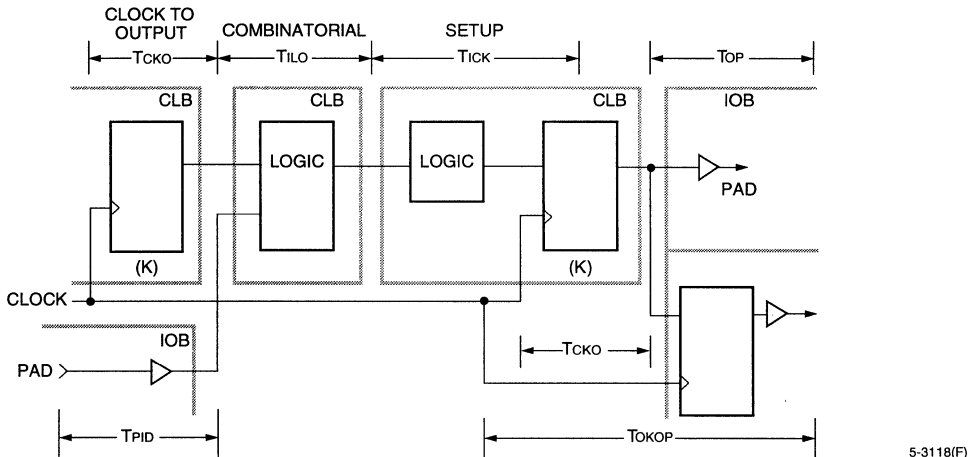 CLOCK TO
OUTPUT
COMBINATORIAL
SETUP
TCKO
TILO
TICK
TOP
CLB
CLB
CLB
IOB
LOGIC
LOGIC
PAD
(K)
(K)
CLOCK
IOB
PAD
TCKO
TPID
TOKOP
5-3118(F)